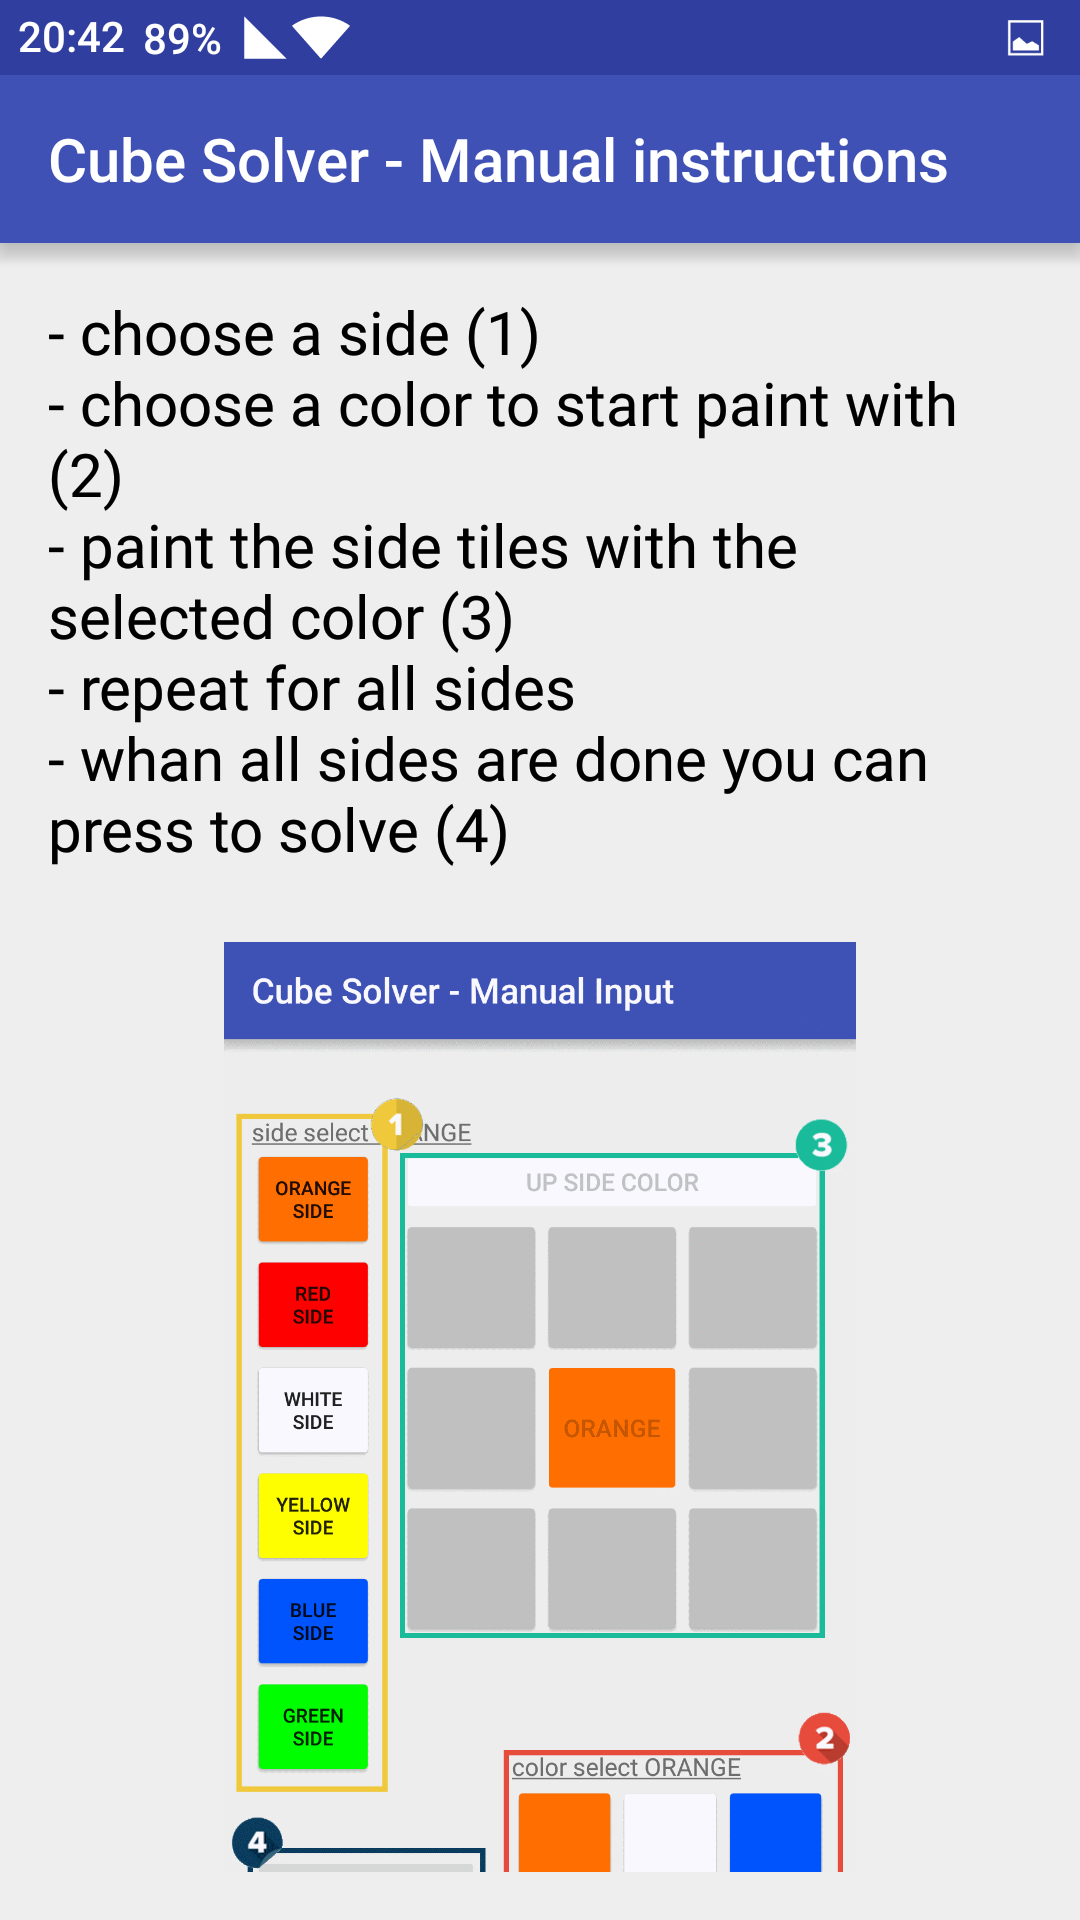 20:42 89%
Cube Solver - Manual instructions
- choose a side (1)
- choose a color to start paint with
(2)
- paint the side tiles with the
selected color (3)
- repeat for all sides
- whan all sides are done you can
press to solve (4)
Cube Solver - Manual Input
1
side select NGE
3
UP SIDE COLOR
ORANGE
SIDE
RED
SIDE
WHITE
SIDE
ORANGE
YELLOW
SIDE
BLUE
SIDE
GREEN
SIDE
2
color select ORANGE
4